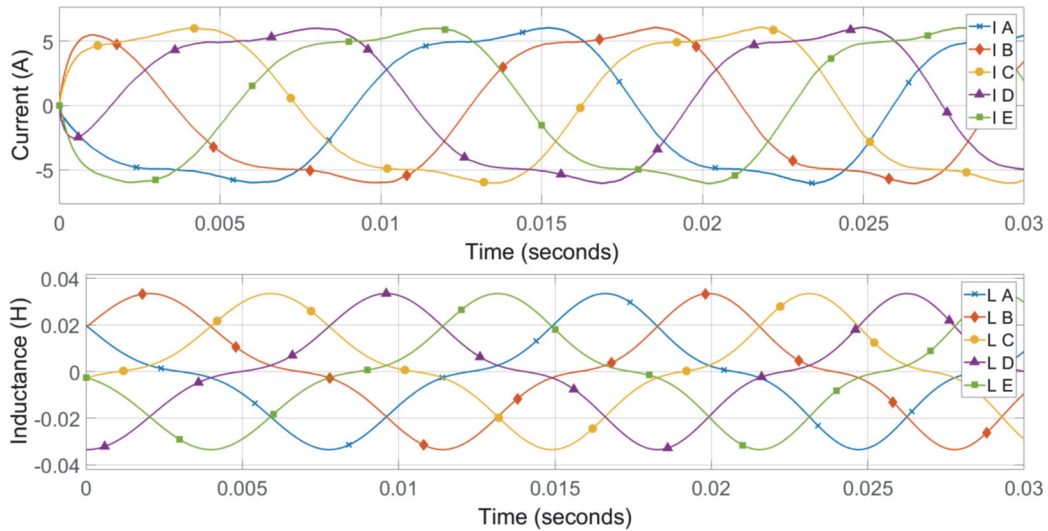 Current (A)
5
0
-5
I A
I B
I C
I D
I E
0 0.005 0.01 0.015 0.02 0.025 0.03
Time (seconds)
Inductance (H)
0.04
0.02
0
-0.02
-0.04
L A
L B
L C
L D
L E
0 0.005 0.01 0.015 0.02 0.025 0.03
Time (seconds)